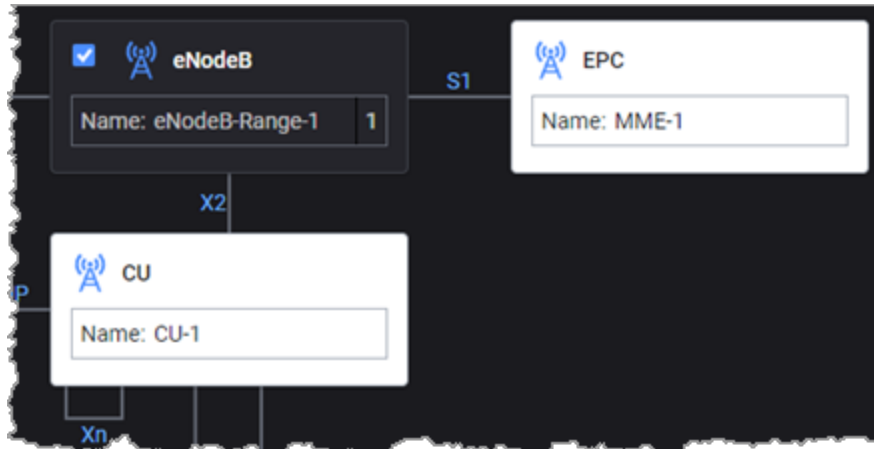 eNodeB
Name: eNodeB-Range-1 1
S1
EPC
Name: MME-1
X2
CU
P
Name: CU-1
Xn